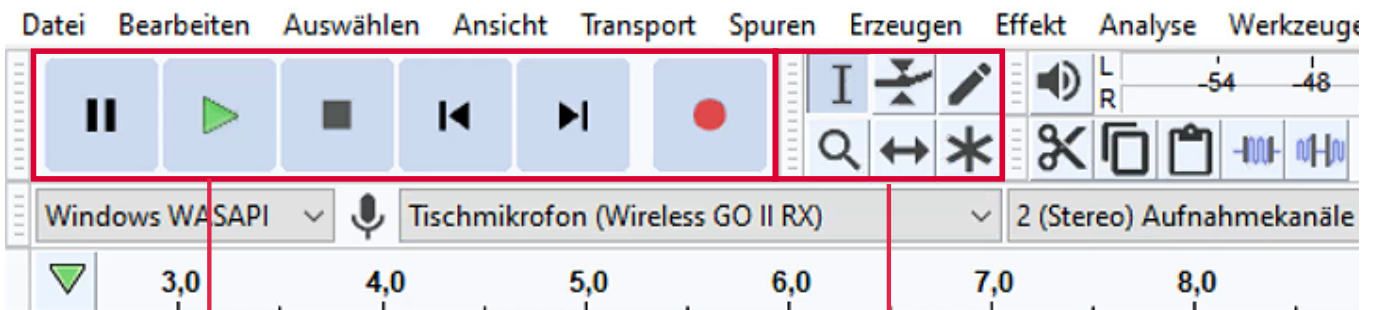 Datei Bearbeiten Auswählen Ansicht Transport Spuren Erzeugen Effekt Analyse Werkzeuge
L
R
-54 -48
Windows WASAPI Tischmikrofon (Wireless GO II RX) 2 (Stereo) Aufnahmekanäle
3,0 4,0 5,0 6,0 7,0 8,0